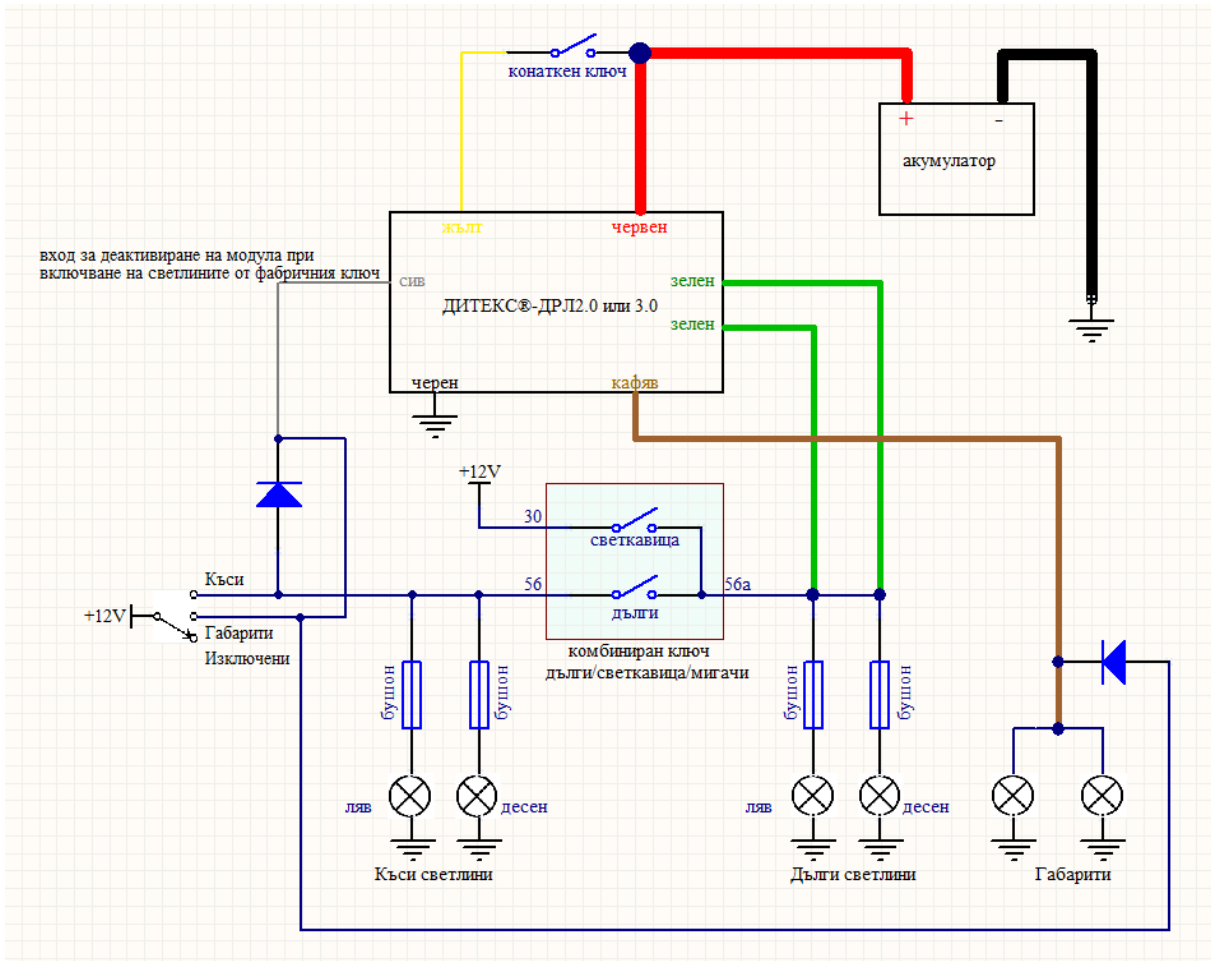 конаткен ключ
+ -
акумулатор
жълт
червен
вход за деактивиране на модула при
включване на светлините от фабричния ключ
сив
зелен
ДИТЕКС®-ДРЛ2.0 или 3.0
зелен
черен
кафяв
+12V
30
светкавица
56
56а
дълги
Къси
+12V
Габарити
Изключени
комбиниран ключ
дълги/светкавица/мигачи
бушон
бушон
бушон
бушон
ляв
десен
ляв
десен
Къси светлини
Дълги светлини
Габарити